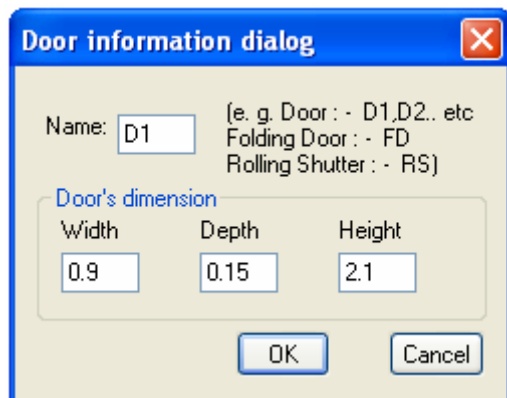 Door information dialog
Name: D1
(e. g. Door : - D1,D2.. etc
Folding Door : - FD
Rolling Shutter : - RS)
Door's dimension
Width Depth Height
0.9 0.15 2.1
OK Cancel